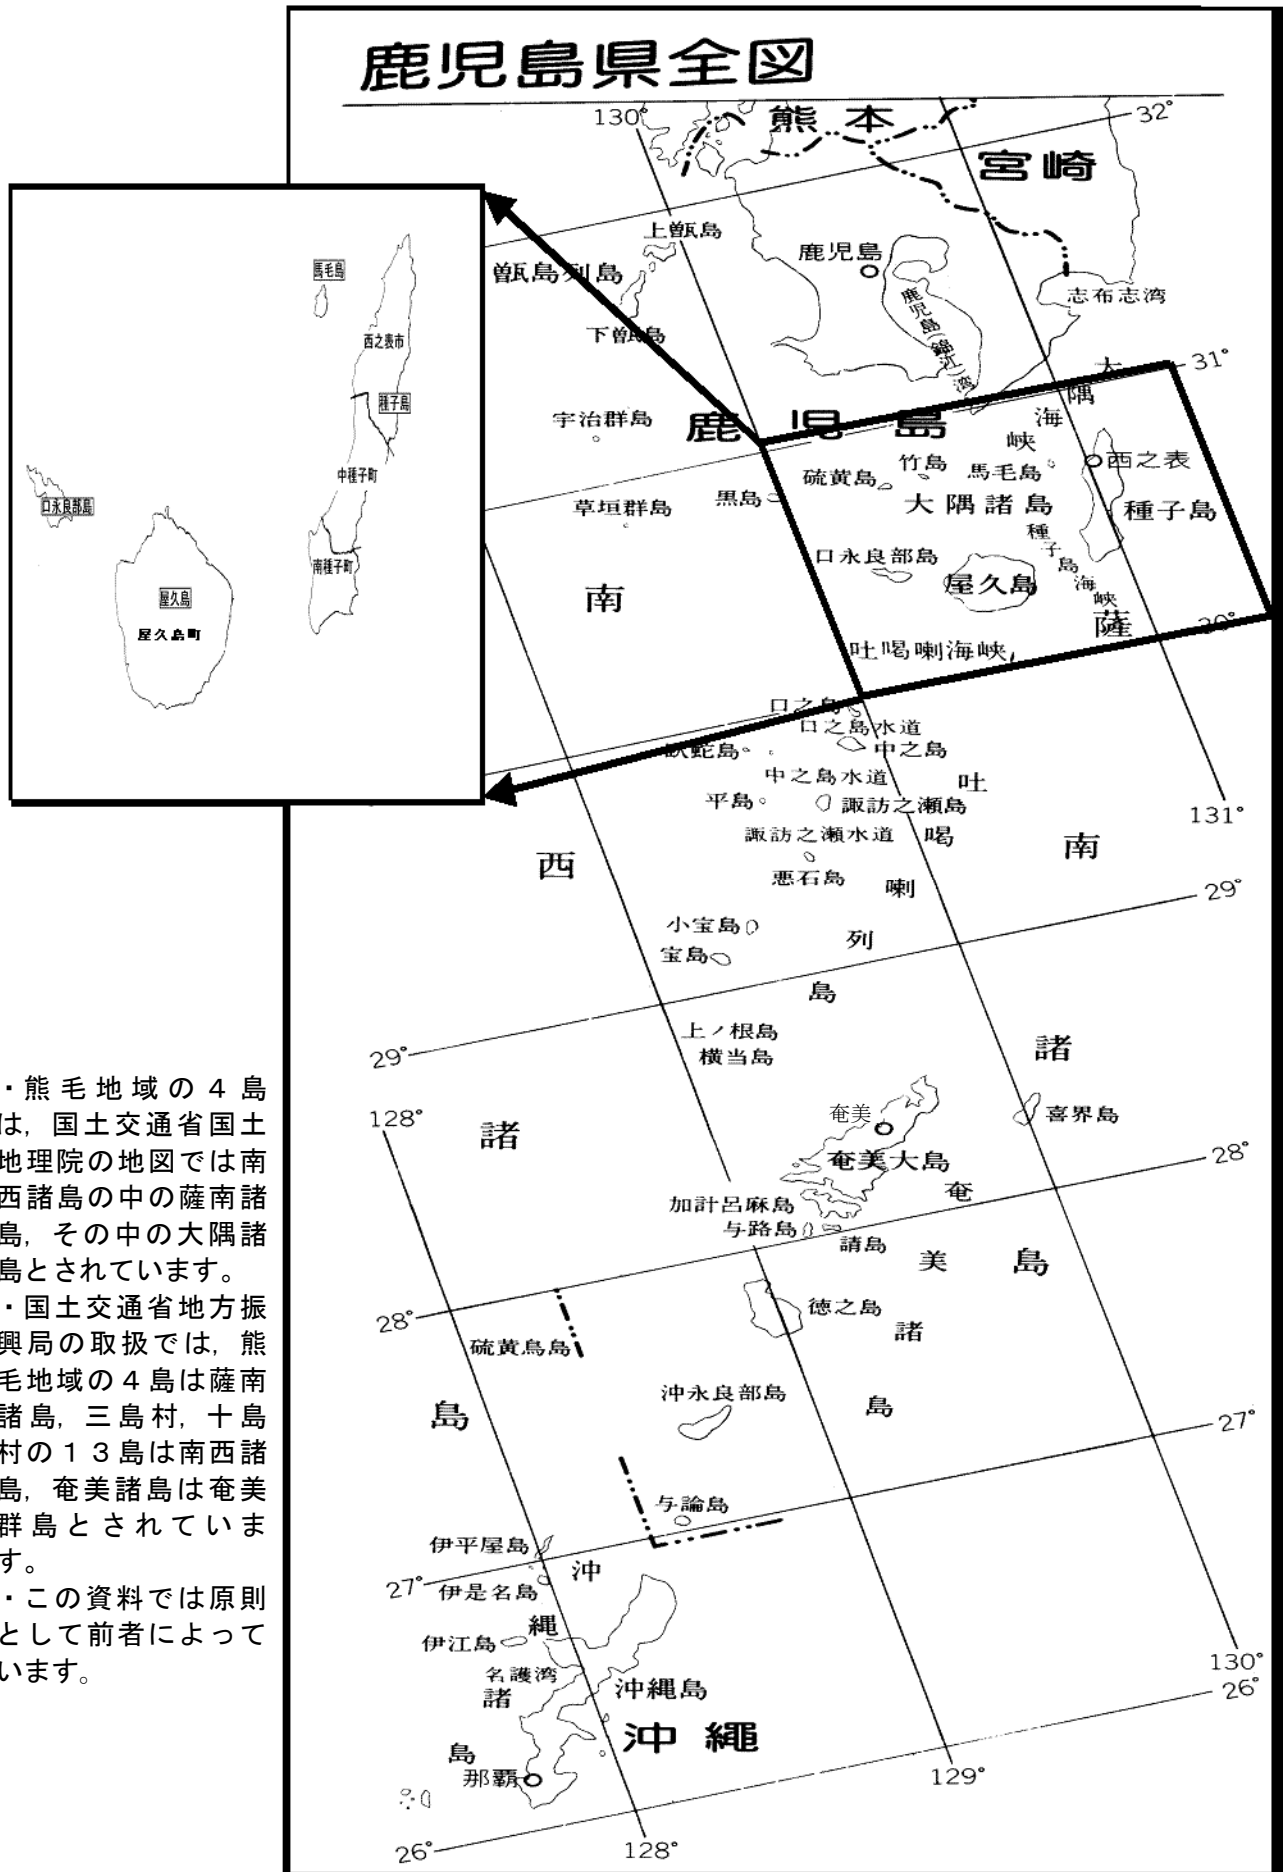 鹿児島県全図
130°
熊本
32°
宮崎
上甑島
甑島列島
下甑島
鹿児島
鹿児島(錦江)湾
志布志湾
31°
大隅海峡
宇治群島
鹿児島
草垣群島
黒島
硫黄島
竹島
馬毛島
西之表
大隅諸島
種子島
種子島海峡
口永良部島
屋久島
薩
30°
吐喝喇海峡
南
口之島
口之島水道
臥蛇島
中之島
中之島水道
吐
平島
諏訪之瀬島
131°
諏訪之瀬水道
喝
南
西
悪石島
喇
29°
小宝島
列
宝島
島
上ノ根島
横当島
諸
29°
128°
諸
奄美
喜界島
奄美大島
28°
加計呂麻島
奄
与路島
請島
美
島
徳之島
28°
諸
硫黄鳥島
沖永良部島
島
島
27°
与論島
伊平屋島
沖
27°
伊是名島
縄
伊江島
名護湾
諸
沖縄島
130°
26°
沖縄
島
那覇
129°
128°
26°
馬毛島
西之表市
種子島
中種子町
口永良部島
南種子町
屋久島
屋久島町
・熊毛地域の４島
は，国土交通省国土
地理院の地図では南
西諸島の中の薩南諸
島，その中の大隅諸
島とされています。
・国土交通省地方振
興局の取扱では，熊
毛地域の４島は薩南
諸島，三島村，十島
村の１３島は南西諸
島，奄美諸島は奄美
群島とされていま
す。
・この資料では原則
として前者によって
います。